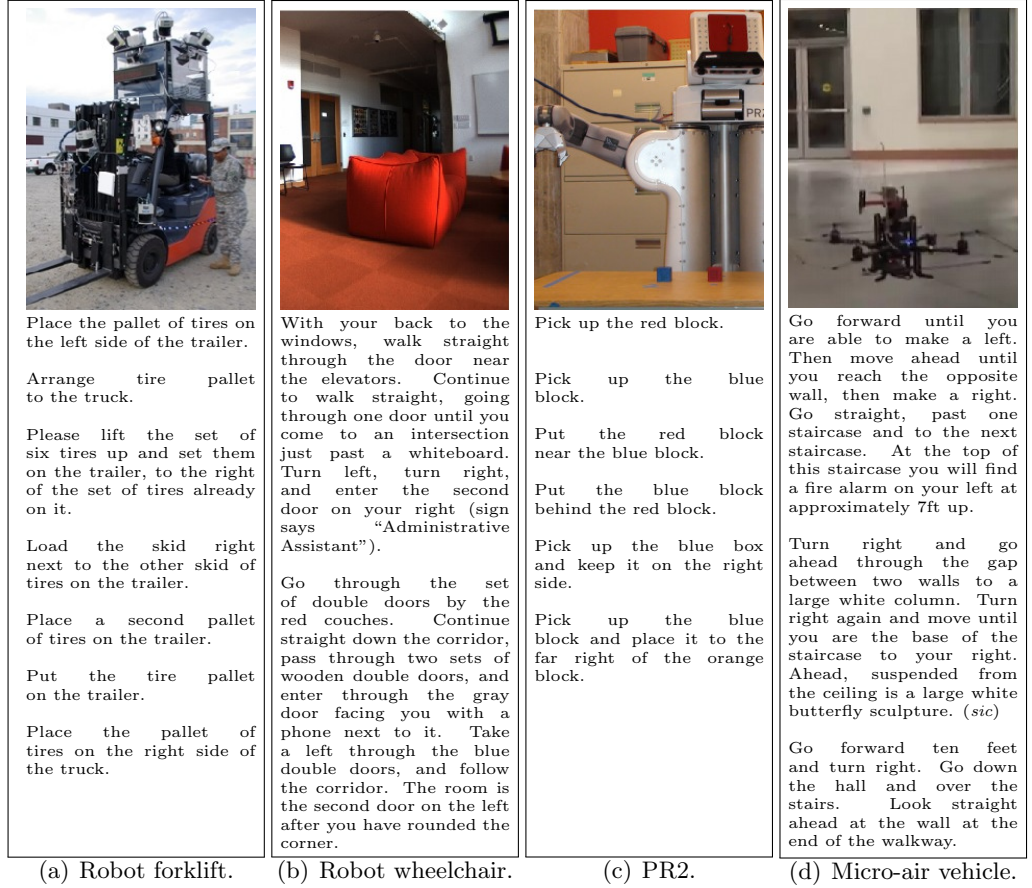 PR2
Place the pallet of tires on
the left side of the trailer.
Arrange tire pallet
to the truck.
Please lift the set of
six tires up and set them
on the trailer, to the right
of the set of tires already
on it.
Load the skid right
next to the other skid of
tires on the trailer.
Place a second pallet
of tires on the trailer.
Put the tire pallet
on the trailer.
Place the pallet of
tires on the right side of
the truck.
(a) Robot forklift.
With your back to the
windows, walk straight
through the door near
the elevators. Continue
to walk straight, going
through one door until you
come to an intersection
just past a whiteboard.
Turn left, turn right,
and enter the second
door on your right (sign
says “Administrative
Assistant”).
Go through the set
of double doors by the
red couches. Continue
straight down the corridor,
pass through two sets of
wooden double doors, and
enter through the gray
door facing you with a
phone next to it. Take
a left through the blue
double doors, and follow
the corridor. The room is
the second door on the left
after you have rounded the
corner.
(b) Robot wheelchair.
Pick up the red block.
Pick up the blue
block.
Put the red block
near the blue block.
Put the blue block
behind the red block.
Pick up the blue box
and keep it on the right
side.
Pick up the blue
block and place it to the
far right of the orange
block.
(c) PR2.
Go forward until you
are able to make a left.
Then move ahead until
you reach the opposite
wall, then make a right.
Go straight, past one
staircase and to the next
staircase. At the top of
this staircase you will find
a fire alarm on your left at
approximately 7ft up.
Turn right and go
ahead through the gap
between two walls to a
large white column. Turn
right again and move until
you are the base of the
staircase to your right.
Ahead, suspended from
the ceiling is a large white
butterfly sculpture. (sic)
Go forward ten feet
and turn right. Go down
the hall and over the
stairs. Look straight
ahead at the wall at the
end of the walkway.
(d) Micro-air vehicle.